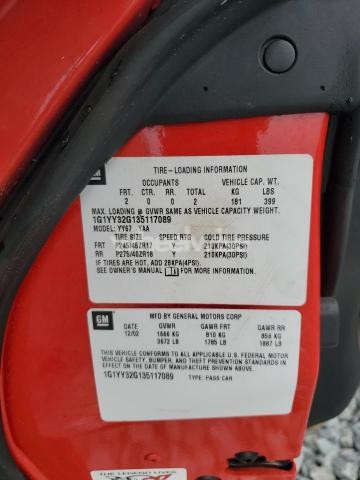 GM
TIRE-LOADING INFORMATION
OCCUPANTS VEHICLE CAP. WT.
FRT. CTR. RR. TOTAL KG LBS
2 0 0 2 181 399
MAX. LOADING @ GVWR SAME AS VEHICLE CAPACITY WEIGHT.
1G1YY32G135117089
MODEL: YY67 YAA
TIRE SIZE SPEED RTG COLD TIRE PRESSURE
FRT P245/45ZR17 Y 210KPA(30PSI)
RR P275/40ZR18 Y 210KPA(30PSI)
IF TIRES ARE HOT, ADD 28KPA(4PSI)
SEE OWNER'S MANUAL FOR ADDITIONAL INFORMATION
GM
MFD BY GENERAL MOTORS CORP
DATE GVWR GAWR FRT GAWR RR
12/02 1666 KG 810 KG 856 KG
3672 LB 1785 LB 1887 LB
THIS VEHICLE CONFORMS TO ALL APPLICABLE U.S. FEDERAL MOTOR
VEHICLE SAFETY, BUMPER, AND THEFT PREVENTION STANDARDS IN
EFFECT ON THE DATE OF MANUFACTURE SHOWN ABOVE.
1G1YY32G135117089 TYPE: PASS CAR
THE LEGEND LIVES